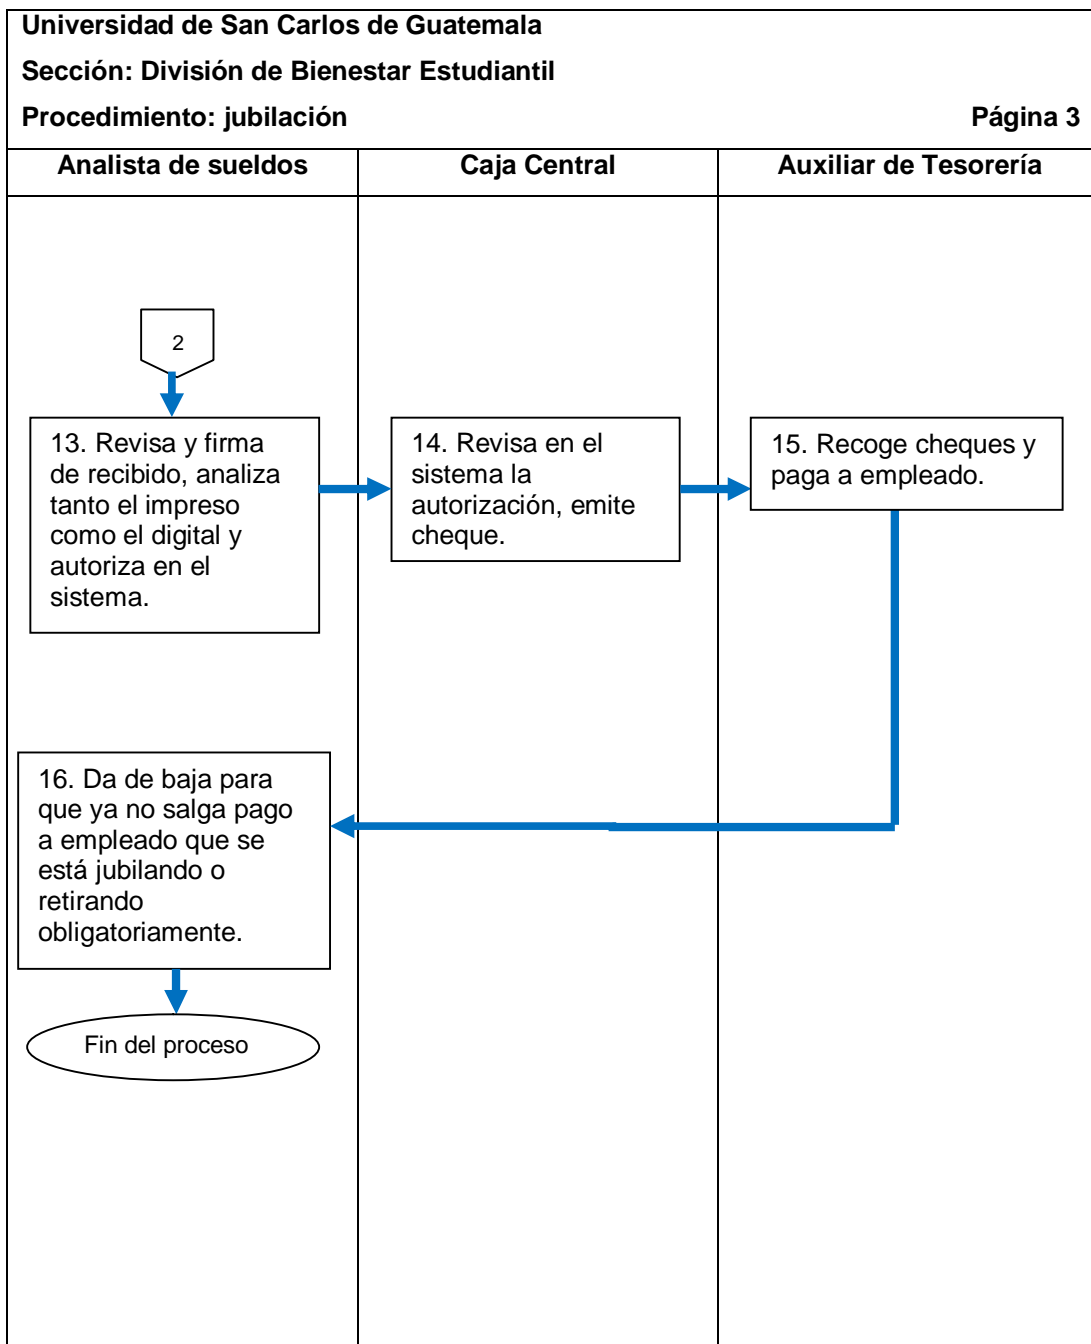 Universidad de San Carlos de Guatemala
Sección: División de Bienestar Estudiantil
Procedimiento: jubilación Página 3
Analista de sueldos Caja Central Auxiliar de Tesorería
2
13. Revisa y firma
de recibido, analiza
tanto el impreso
como el digital y
autoriza en el
sistema.
14. Revisa en el
sistema la
autorización, emite
cheque.
15. Recoge cheques y
paga a empleado.
16. Da de baja para
que ya no salga pago
a empleado que se
está jubilando o
retirando
obligatoriamente.
Fin del proceso